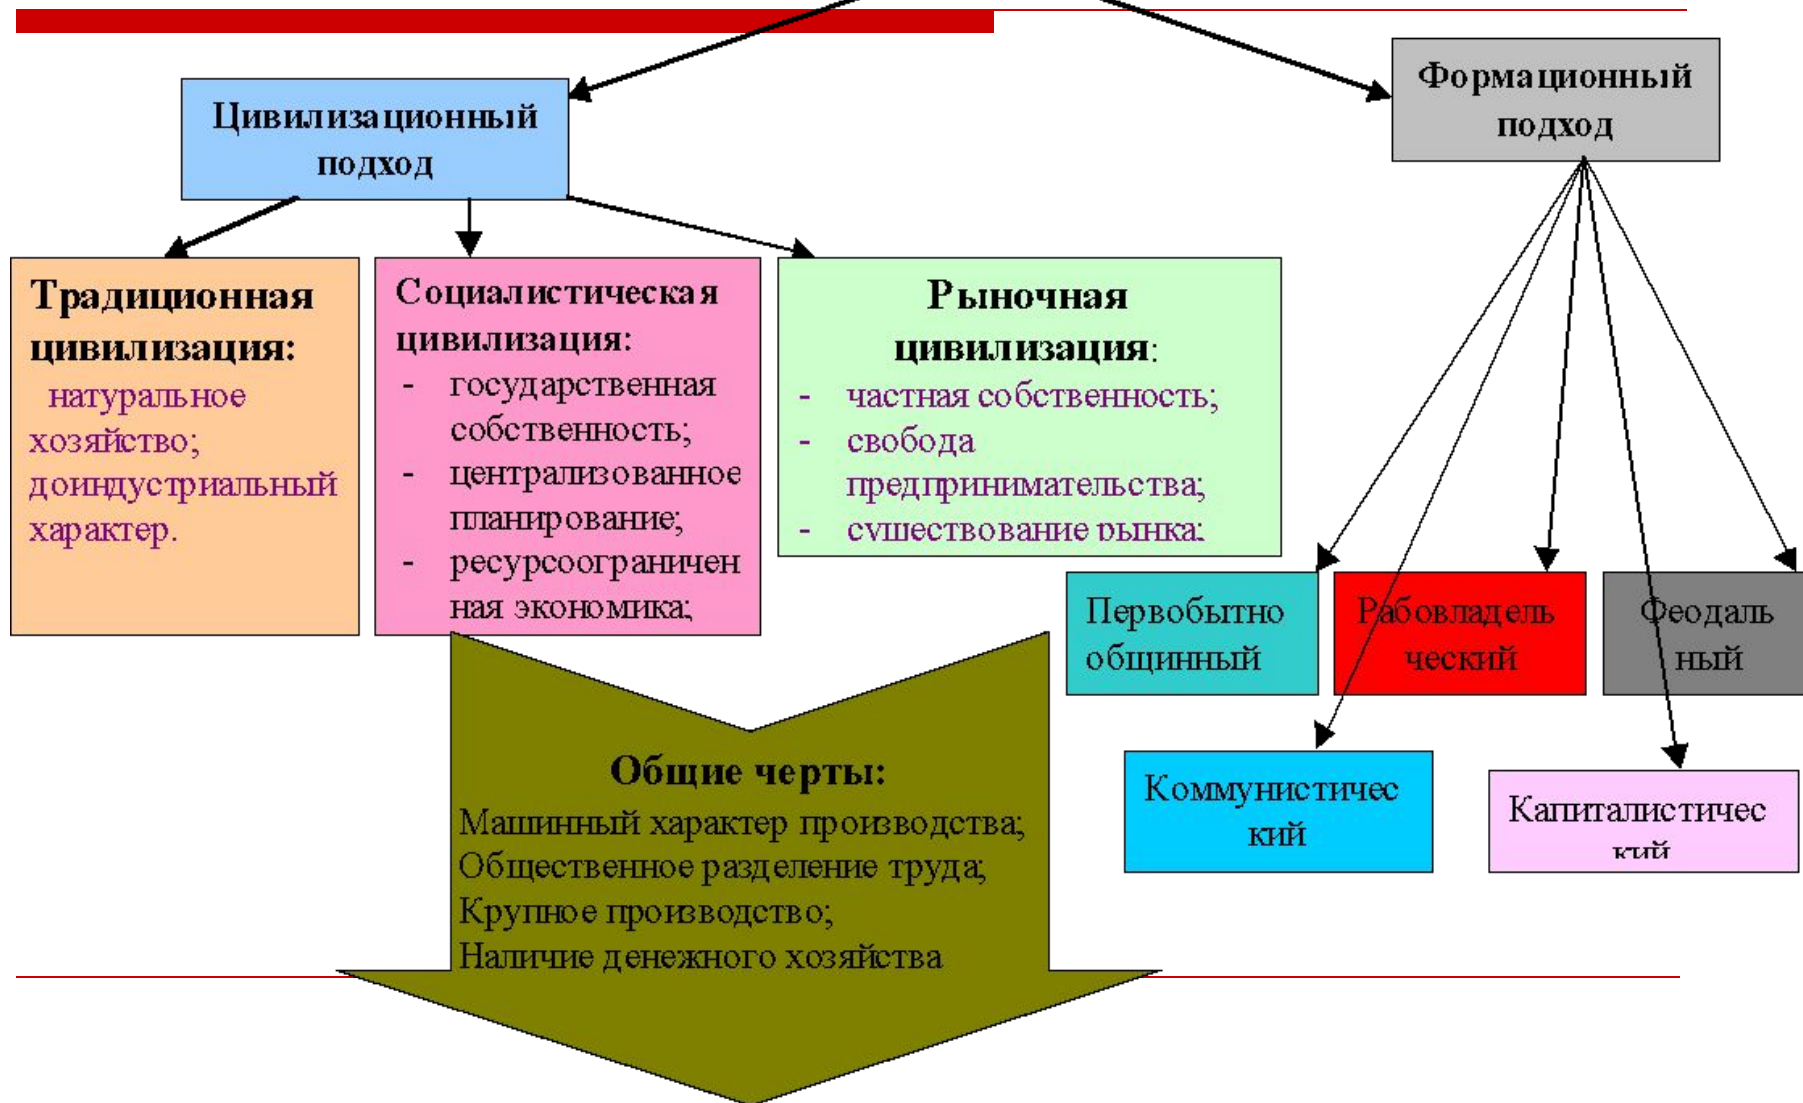 Цивилизационный
подход
Формационный
подход
Традиционная
цивилизация:
натуральное
хозяйство;
доиндустриальный
характер.
Социалистическая
цивилизация:
- государственная
собственность;
- централизованное
планирование;
- ресурсоограничен
ная экономика;
Рыночная
цивилизация:
- частная собственность;
- свобода
предпринимательства;
- существование рынка;
Первобытно
общинный
Рабовладель
ческий
Феодаль
ный
Коммунистичес
кий
Капиталистичес
кий
Общие черты:
Машинный характер производства;
Общественное разделение труда;
Крупное производство;
Наличие денежного хозяйства